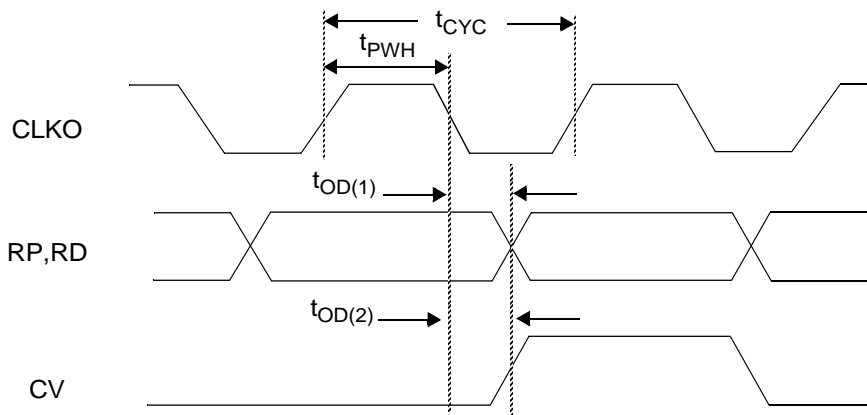 tCYC
tPWH
CLKO
tOD(1)
RP,RD
tOD(2)
CV